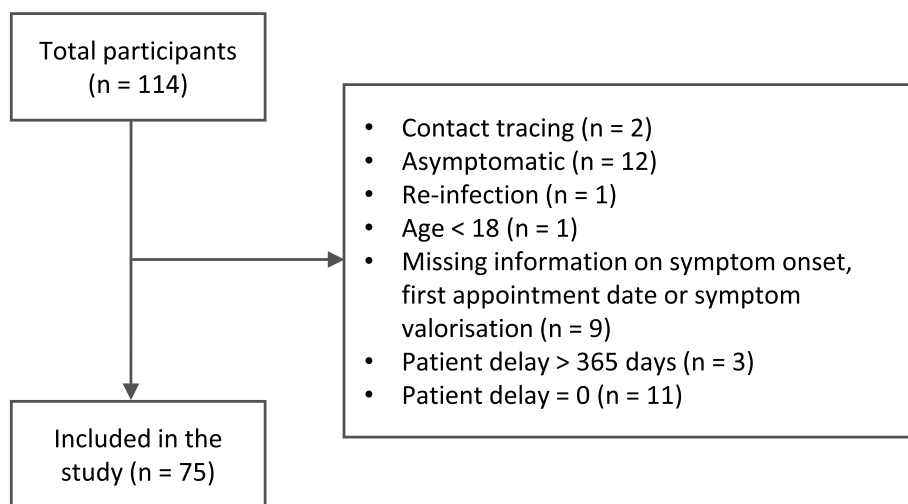 Total participants
(n = 114)
• Contact tracing (n = 2)
• Asymptomatic (n = 12)
• Re-infection (n = 1)
• Age < 18 (n = 1)
• Missing information on symptom onset,
first appointment date or symptom
valorisation (n = 9)
• Patient delay > 365 days (n = 3)
• Patient delay = 0 (n = 11)
Included in the
study (n = 75)